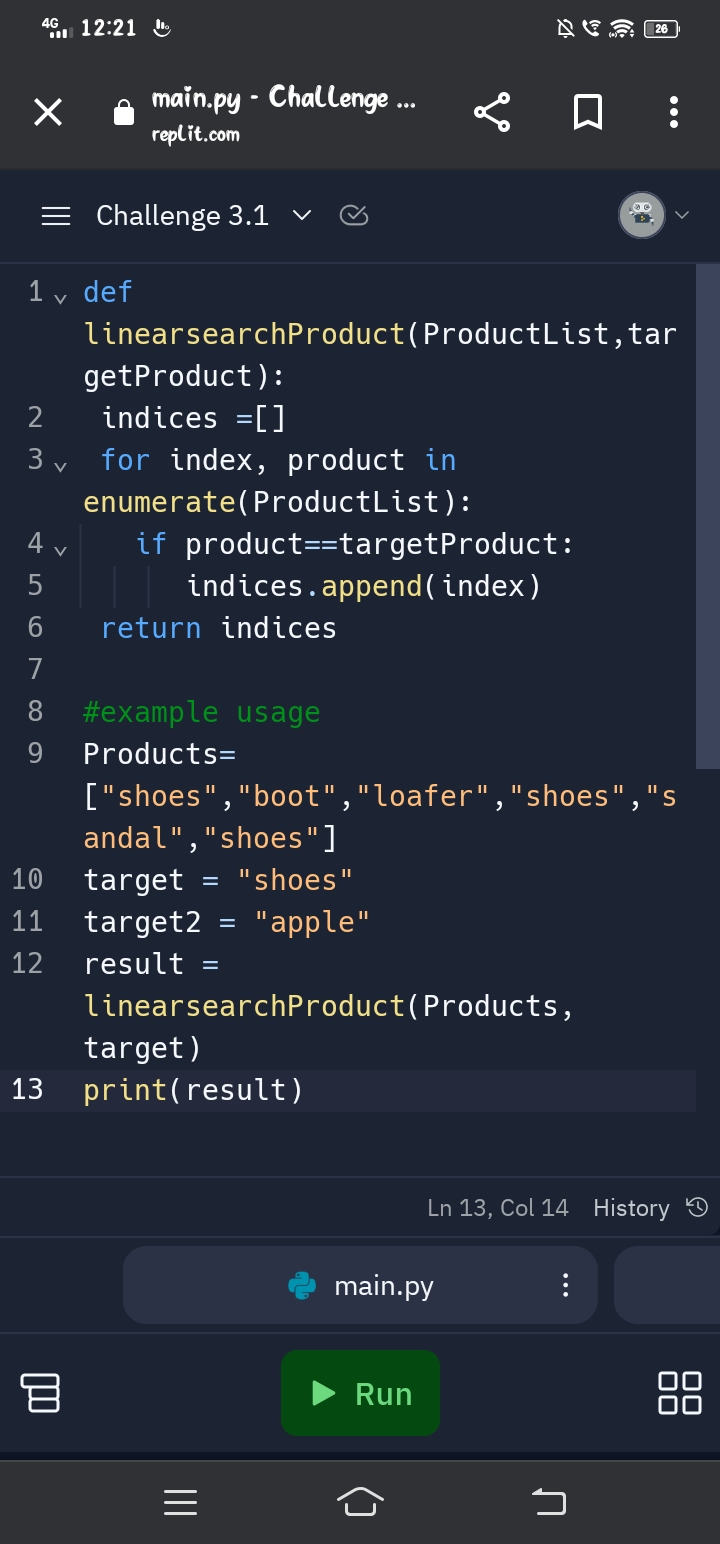 4G 12:21 26
main.py - Challenge ...
replit.com
Challenge 3.1
1 def
linearsearchProduct(ProductList,tar
getProduct):
2 indices =[]
3 for index, product in
enumerate(ProductList):
4 if product==targetProduct:
5 indices.append(index)
6 return indices
7
8 #example usage
9 Products=
["shoes","boot","loafer","shoes","s
andal","shoes"]
10 target = "shoes"
11 target2 = "apple"
12 result =
linearsearchProduct(Products,
target)
13 print(result)
Ln 13, Col 14 History
main.py
Run